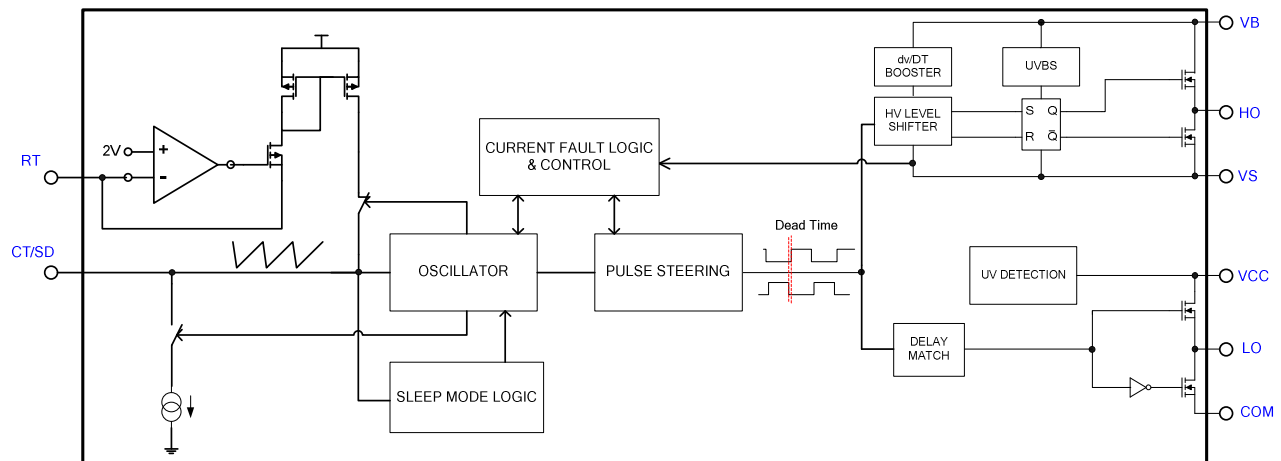 VB
dv/DT
BOOSTER
UVBS
HV LEVEL
SHIFTER
S Q
R Q̅
HO
VS
2V
+
-
RT
CURRENT FAULT LOGIC
& CONTROL
CT/SD
OSCILLATOR
PULSE STEERING
Dead Time
UV DETECTION
VCC
DELAY
MATCH
LO
SLEEP MODE LOGIC
COM